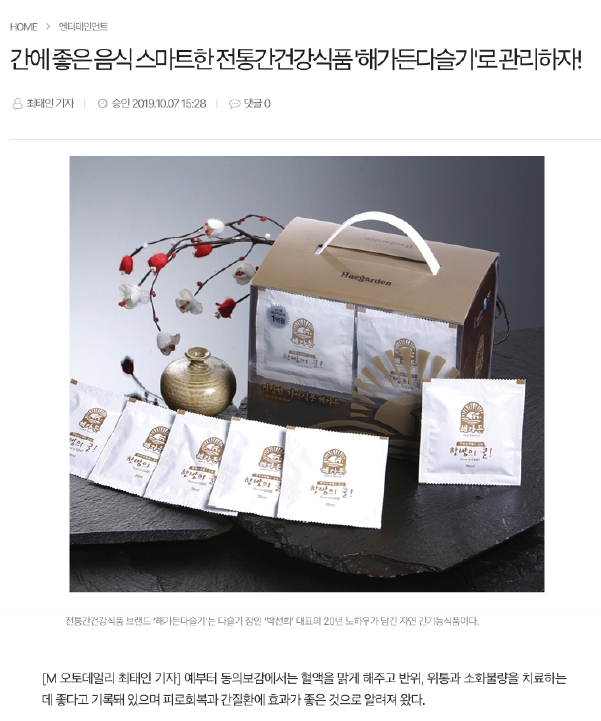 HOME > 엔터테인먼트
간에 좋은 음식 스마트한 전통간건강식품 '해가든다슬기'로 관리하자!
최태인 기자
승인 2019.10.07 15:28
댓글 0
Haegarden
해가든
한방의 쿨!
전통간건강식품 브랜드 '해가든다슬기'는 다슬기 장인 '박선희' 대표의 20년 노하우가 담긴 자연 간기능식품이다.
[M 오토데일리 최태인 기자] 예부터 동의보감에서는 혈액을 맑게 해주고 반위, 위통과 소화불량을 치료하는
데 좋다고 기록돼 있으며 피로회복과 간질환에 효과가 좋은 것으로 알려져 왔다.